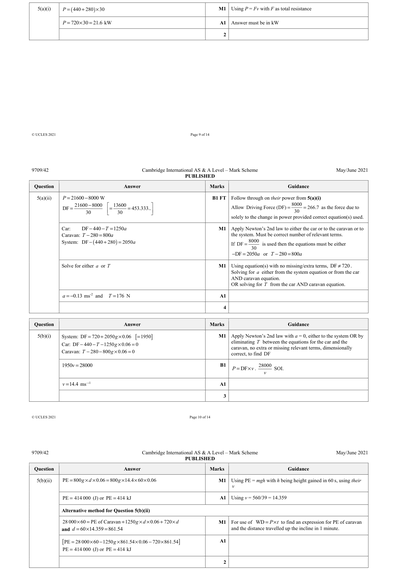 5(a)(i)
P = (440 + 280) × 30
M1
Using P = Fv with F as total resistance
P = 720 × 30 = 21.6 kW
A1
Answer must be in kW
2
© UCLES 2021
Page 9 of 14
9709/42
Cambridge International AS & A Level – Mark Scheme
May/June 2021
PUBLISHED
Question
Answer
Marks
Guidance
5(a)(ii)
P = 21600 − 8000 W
DF = 21600 − 8000 / 30 [= 13600 / 30 = 453.333..]
B1 FT
Follow through on their power from 5(a)(i)
Allow Driving Force (DF) = 8000 / 30 = 266.7 as the force due to
solely to the change in power provided correct equation(s) used.
Car: DF − 440 − T = 1250a
Caravan: T − 280 = 800a
System: DF − (440 + 280) = 2050a
M1
Apply Newton's 2nd law to either the car or to the caravan or to
the system. Must be correct number of relevant terms.
If DF = 8000 / 30 is used then the equations must be either
−DF = 2050a or T − 280 = 800a
Solve for either a or T
M1
Using equation(s) with no missing/extra terms, DF ≠ 720.
Solving for a either from the system equation or from the car
AND caravan equation.
OR solving for T from the car AND caravan equation.
a = −0.13 ms⁻² and T = 176 N
A1
4
Question
Answer
Marks
Guidance
5(b)(i)
System: DF = 720 + 2050g × 0.06 [= 1950]
Car: DF − 440 − T − 1250g × 0.06 = 0
Caravan: T − 280 − 800g × 0.06 = 0
M1
Apply Newton's 2nd law with a = 0, either to the system OR by
eliminating T between the equations for the car and the
caravan, no extra or missing relevant terms, dimensionally
correct, to find DF
1950v = 28000
B1
P = DF × v. 28000 / v SOI.
v = 14.4 ms⁻¹
A1
3
© UCLES 2021
Page 10 of 14
9709/42
Cambridge International AS & A Level – Mark Scheme
May/June 2021
PUBLISHED
Question
Answer
Marks
Guidance
5(b)(ii)
PE = 800g × d × 0.06 = 800g × 14.4 × 60 × 0.06
M1
Using PE = mgh with h being height gained in 60 s, using their
v
PE = 414 000 (J) or PE = 414 kJ
A1
Using v = 560/39 = 14.359
Alternative method for Question 5(b)(ii)
28 000 × 60 = PE of Caravan + 1250g × d × 0.06 + 720 × d
and d = 60 × 14.359 = 861.54
M1
For use of WD = P × t to find an expression for PE of caravan
and the distance travelled up the incline in 1 minute.
[PE = 28 000 × 60 − 1250g × 861.54 × 0.06 − 720 × 861.54]
PE = 414 000 (J) or PE = 414 kJ
A1
2